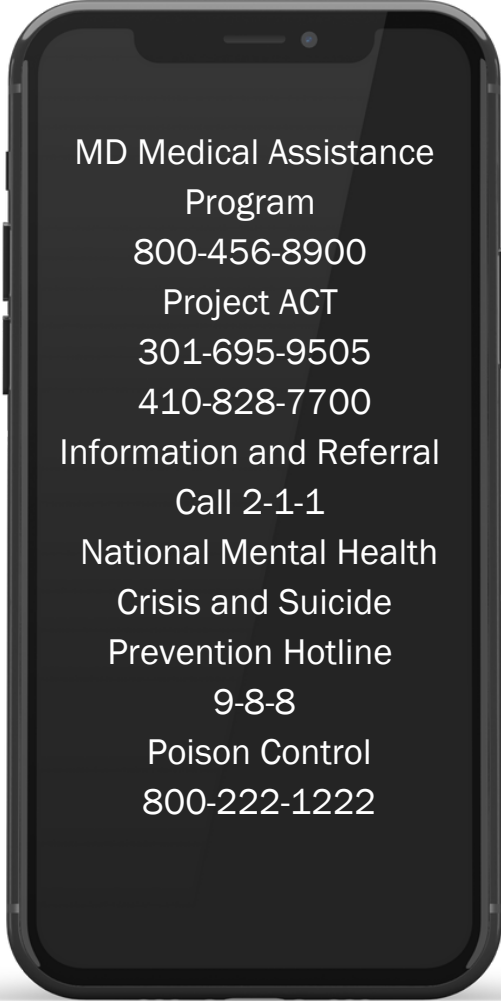 MD Medical Assistance
Program
800-456-8900
Project ACT
301-695-9505
410-828-7700
Information and Referral
Call 2-1-1
National Mental Health
Crisis and Suicide
Prevention Hotline
9-8-8
Poison Control
800-222-1222